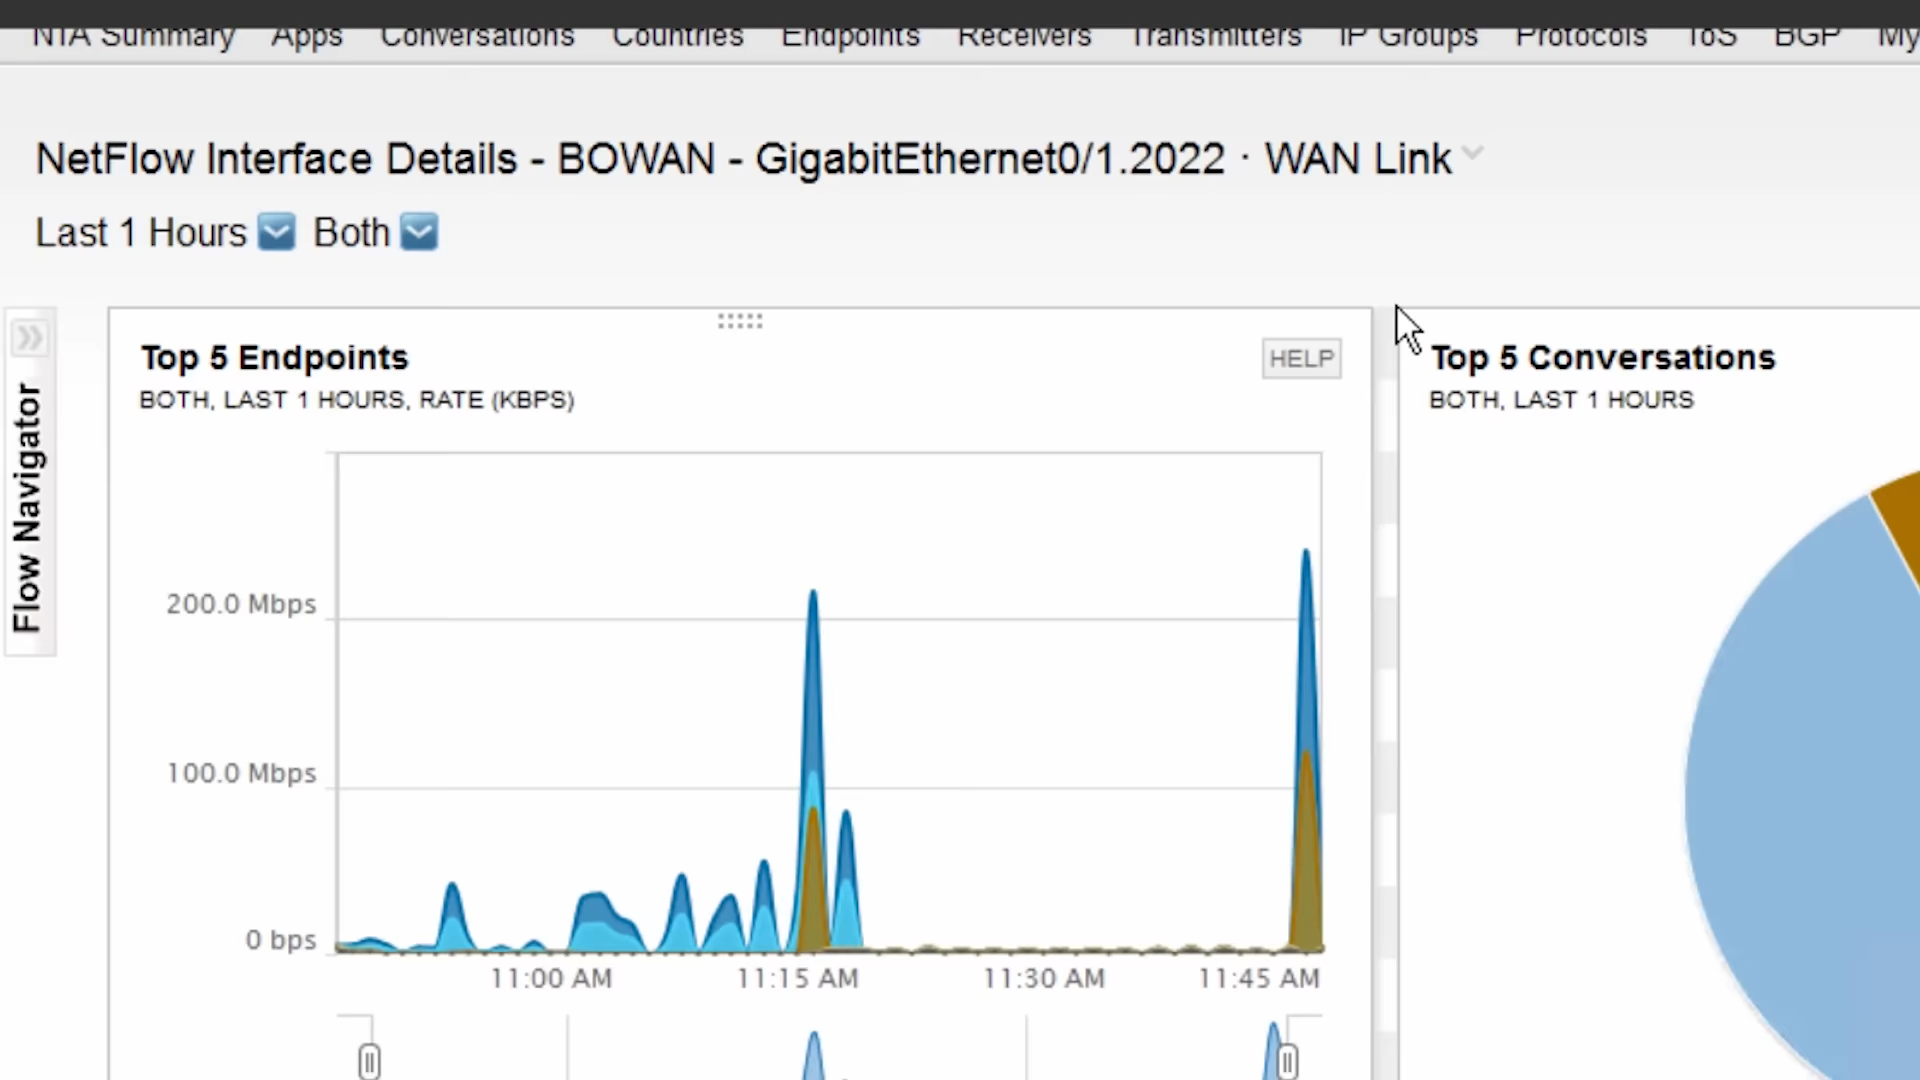 NTA Summary Apps Conversations Countries Endpoints Receivers Transmitters IP Groups Protocols ToS BGP My
NetFlow Interface Details - BOWAN - GigabitEthernet0/1.2022 · WAN Link
Last 1 Hours Both
Flow Navigator
Top 5 Endpoints
HELP
BOTH, LAST 1 HOURS, RATE (KBPS)
200.0 Mbps
100.0 Mbps
0 bps
11:00 AM 11:15 AM 11:30 AM 11:45 AM
Top 5 Conversations
BOTH, LAST 1 HOURS